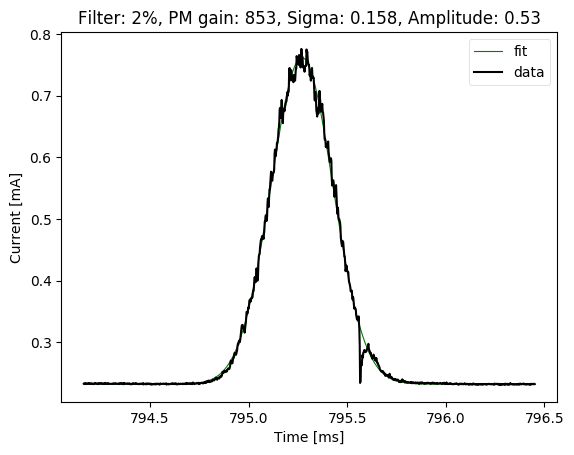 Filter: 2%, PM gain: 853, Sigma: 0.158, Amplitude: 0.53
fit
data
0.8
0.7
0.6
0.5
0.4
0.3
Current [mA]
794.5
795.0
795.5
796.0
796.5
Time [ms]